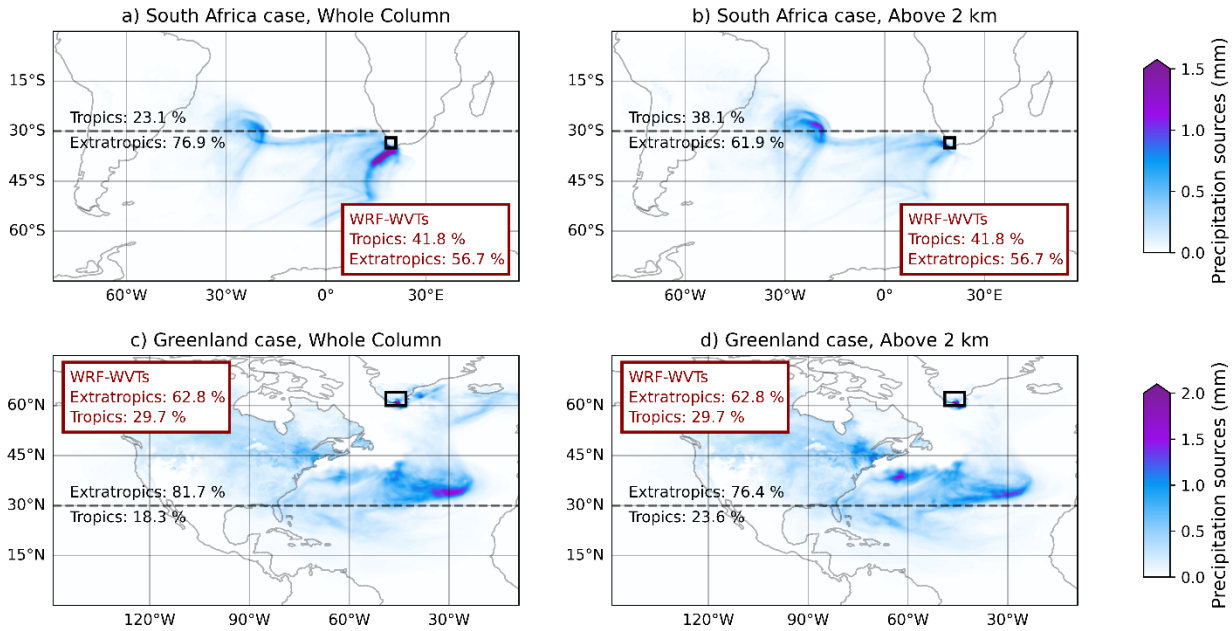 a) South Africa case, Whole Column
b) South Africa case, Above 2 km
15°S
30°S
45°S
60°S
Tropics: 23.1 %
Extratropics: 76.9 %
WRF-WVTs
Tropics: 41.8 %
Extratropics: 56.7 %
60°W
30°W
0°
30°E
15°S
30°S
45°S
60°S
Tropics: 38.1 %
Extratropics: 61.9 %
WRF-WVTs
Tropics: 41.8 %
Extratropics: 56.7 %
60°W
30°W
0°
30°E
1.5
1.0
0.5
0.0
Precipitation sources (mm)
c) Greenland case, Whole Column
d) Greenland case, Above 2 km
WRF-WVTs
Extratropics: 62.8 %
Tropics: 29.7 %
60°N
45°N
30°N
15°N
Extratropics: 81.7 %
Tropics: 18.3 %
120°W
90°W
60°W
30°W
WRF-WVTs
Extratropics: 62.8 %
Tropics: 29.7 %
60°N
45°N
30°N
15°N
Extratropics: 76.4 %
Tropics: 23.6 %
120°W
90°W
60°W
30°W
2.0
1.5
1.0
0.5
0.0
Precipitation sources (mm)